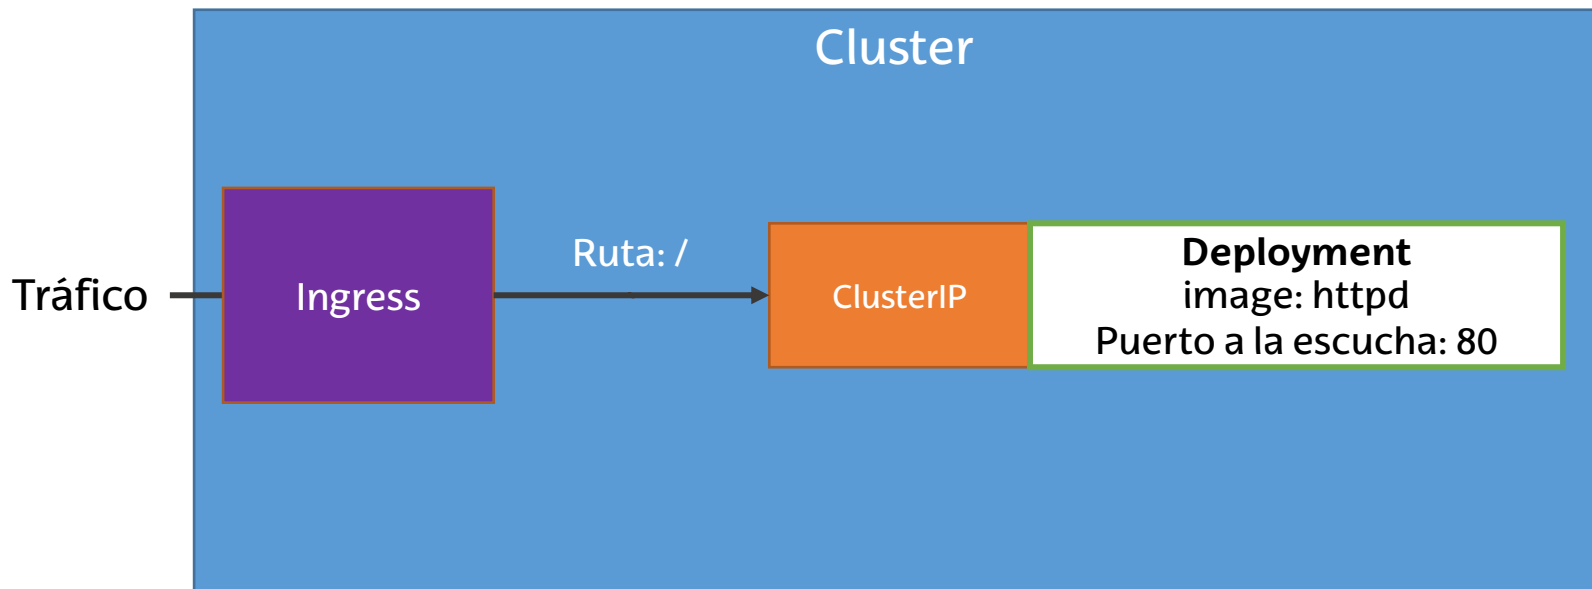 Cluster
Tráfico
Ingress
Ruta: /
ClusterIP
Deployment
image: httpd
Puerto a la escucha: 80